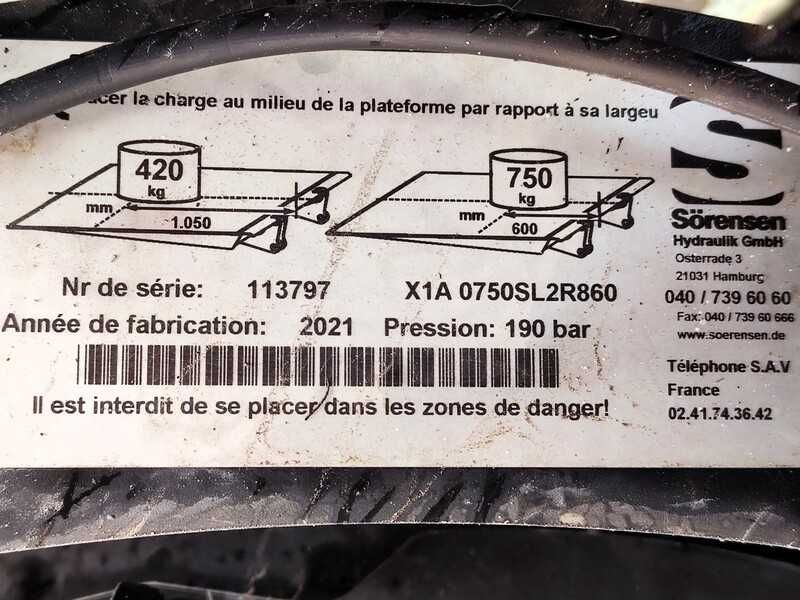 la charge au milieu de la plateforme par rapport à sa
420
kg
mm
1.050
750
kg
mm
600
Sörensen
Hydraulik GmbH
Osterrade 3
21031 Hamburg
040 / 739 60 60
Fax: 040 / 739 60 666
www.soerensen.de
Nr de série: 113797 X1A 0750SL2R860
Année de fabrication: 2021 Pression: 190 bar
Il est interdit de se placer dans les zones de danger!
Téléphone S.A.V
France
02.41.74.36.42